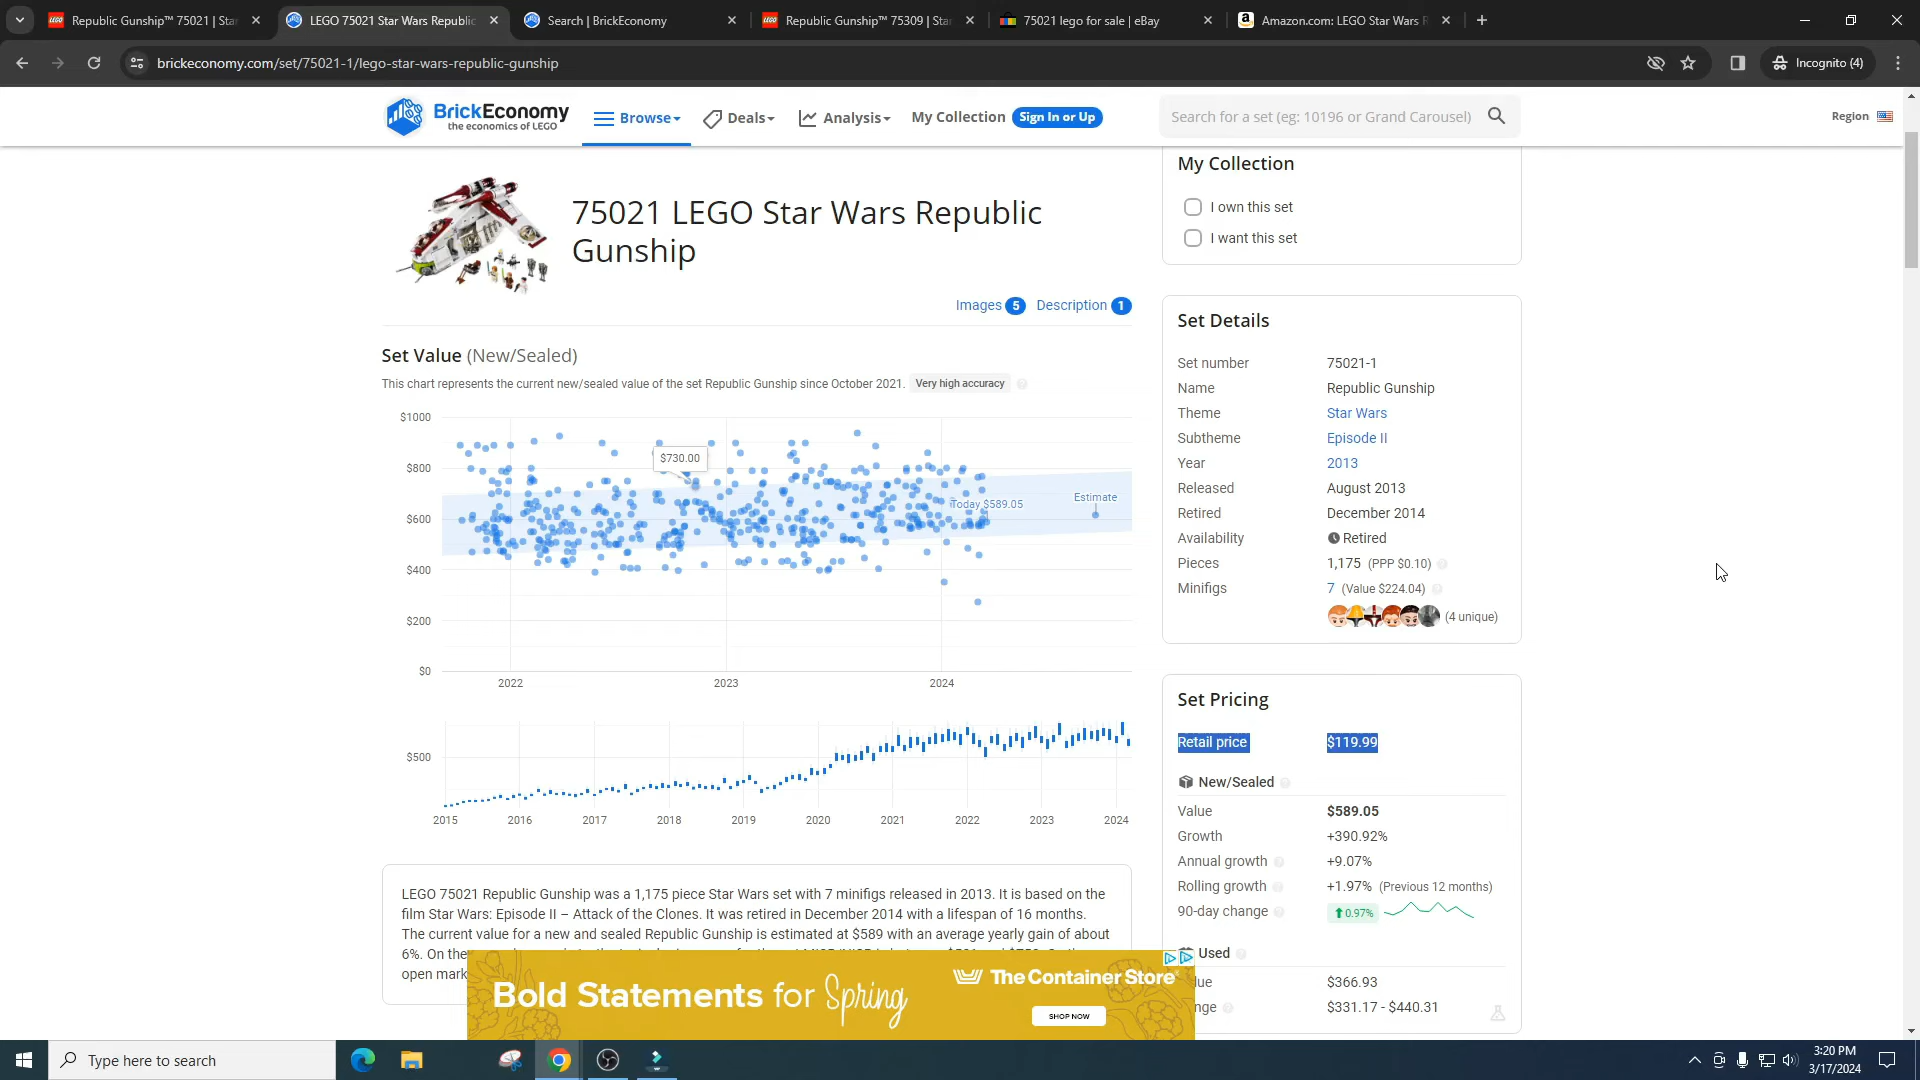 Republic Gunship™ 75021 | Sta
LEGO 75021 Star Wars Republic
Search | BrickEconomy
Republic Gunship™ 75309 | Star
75021 lego for sale | eBay
Amazon.com: LEGO Star Wars R
brickeconomy.com/set/75021-1/lego-star-wars-republic-gunship
Incognito (4)
BrickEconomy
the economics of LEGO
Browse
Deals
Analysis
My Collection
Sign In or Up
Search for a set (eg: 10196 or Grand Carousel)
Region
75021 LEGO Star Wars Republic
Gunship
Images 5
Description 1
Set Value (New/Sealed)
This chart represents the current new/sealed value of the set Republic Gunship since October 2021. Very high accuracy
$1000
$800
$600
$400
$200
$0
$730.00
Today $589.05
Estimate
2022
2023
2024
$500
2015
2016
2017
2018
2019
2020
2021
2022
2023
2024
LEGO 75021 Republic Gunship was a 1,175 piece Star Wars set with 7 minifigs released in 2013. It is based on the
film Star Wars: Episode II – Attack of the Clones. It was retired in December 2014 with a lifespan of 16 months.
The current value for a new and sealed Republic Gunship is estimated at $589 with an average yearly gain of about
6%. On the
open mark
My Collection
I own this set
I want this set
Set Details
Set number 75021-1
Name Republic Gunship
Theme Star Wars
Subtheme Episode II
Year 2013
Released August 2013
Retired December 2014
Availability Retired
Pieces 1,175 (PPP $0.10)
Minifigs 7 (Value $224.04)
(4 unique)
Set Pricing
Retail price $119.99
New/Sealed
Value $589.05
Growth +390.92%
Annual growth +9.07%
Rolling growth +1.97% (Previous 12 months)
90-day change 0.97%
Used
lue $366.93
nge $331.17 - $440.31
Bold Statements for Spring
The Container Store
SHOP NOW
Type here to search
3:20 PM
3/17/2024